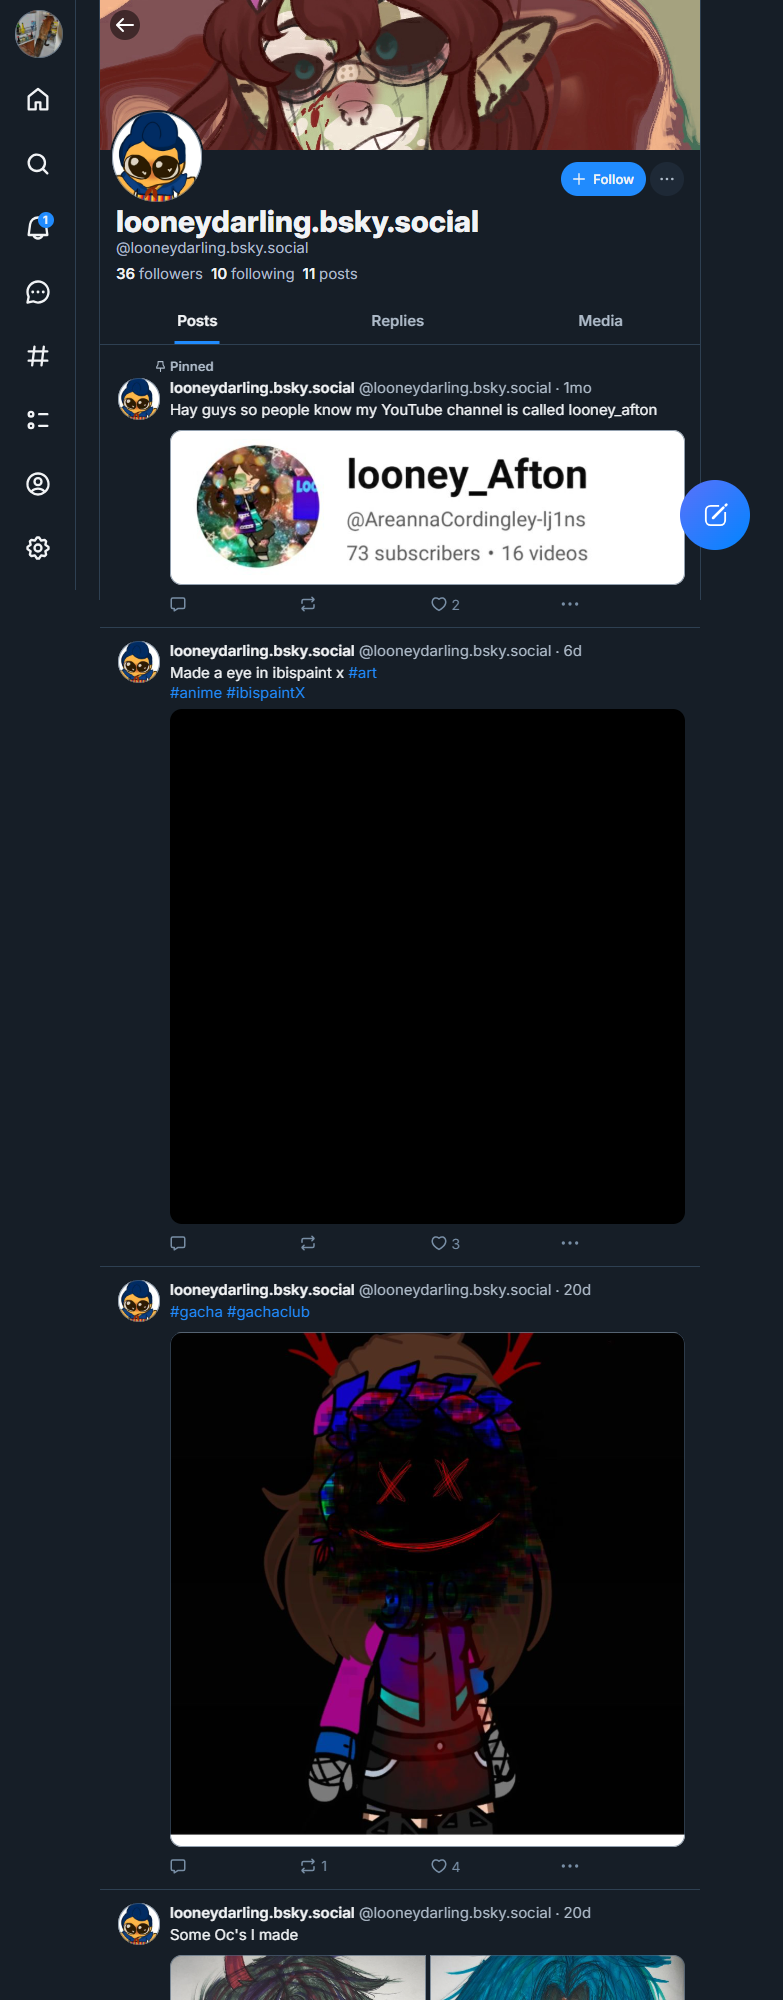 1
+ Follow
looneydarling.bsky.social
@looneydarling.bsky.social
36 followers 10 following 11 posts
Posts Replies Media
Pinned
looneydarling.bsky.social @looneydarling.bsky.social · 1mo
Hay guys so people know my YouTube channel is called looney_afton
LOO
looney_Afton
@AreannaCordingley-lj1ns
73 subscribers • 16 videos
2
looneydarling.bsky.social @looneydarling.bsky.social · 6d
Made a eye in ibispaint x #art
#anime #ibispaintX
3
looneydarling.bsky.social @looneydarling.bsky.social · 20d
#gacha #gachaclub
1 4
looneydarling.bsky.social @looneydarling.bsky.social · 20d
Some Oc's I made